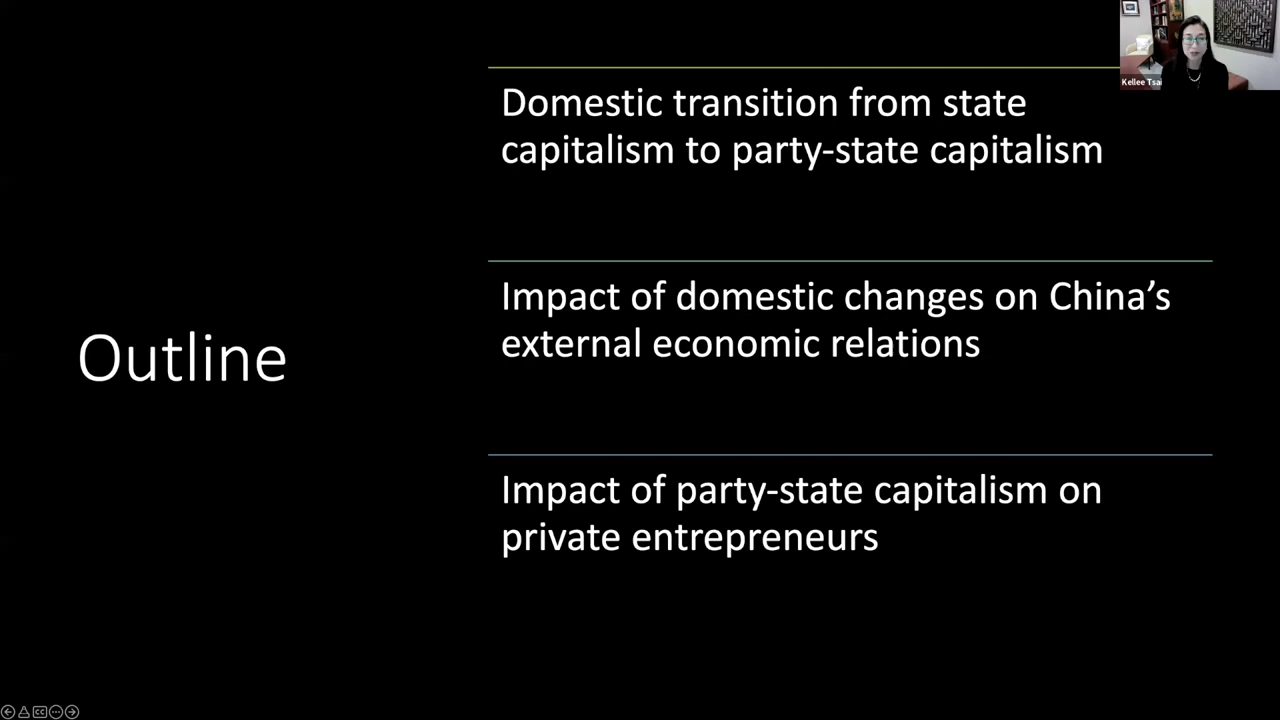 Kellee Tsai
Domestic transition from state
capitalism to party-state capitalism
Impact of domestic changes on China’s
external economic relations
Outline
Impact of party-state capitalism on
private entrepreneurs